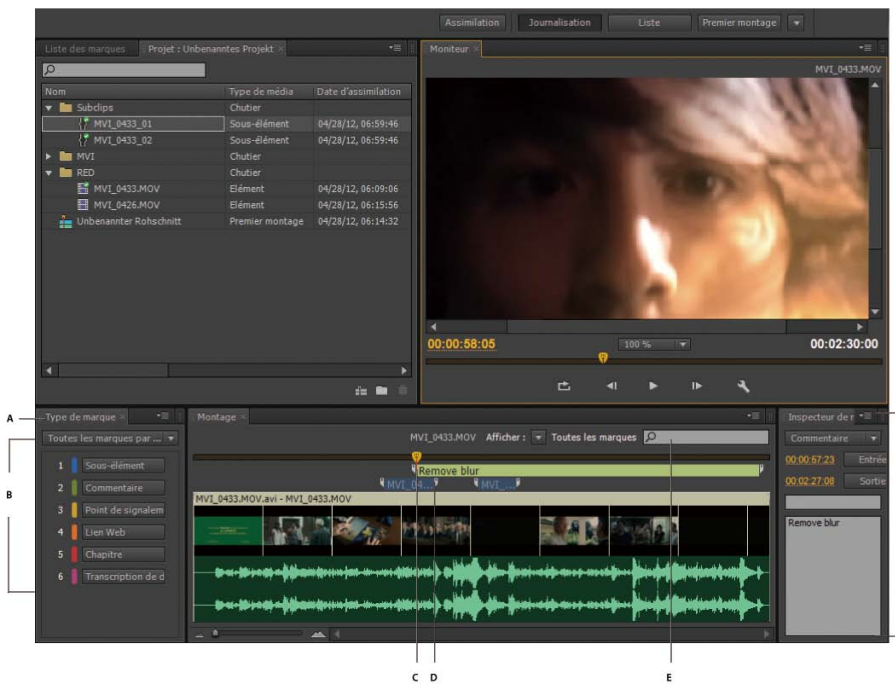 Assimilation Journalisation Liste Premier montage
Liste des marques Projet : Unbenanntes Projekt ×
Nom Type de média Date d'assimilation
Subclips Chutier
MVI_0433_01 Sous-élément 04/28/12, 06:59:46
MVI_0433_02 Sous-élément 04/28/12, 06:59:46
MVI Chutier
RED Chutier
MVI_0433.MOV Elément 04/28/12, 06:09:06
MVI_0426.MOV Elément 04/28/12, 06:15:56
Unbenannter Rohschnitt Premier montage 04/28/12, 06:14:32
Moniteur ×
MVI_0433.MOV
00:00:58:05 100 % 00:02:30:00
A
Type de marque ×
Toutes les marques par ...
B
1 Sous-élément
2 Commentaire
3 Point de signalem
4 Lien Web
5 Chapitre
6 Transcription de d
Montage ×
MVI_0433.MOV Afficher : Toutes les marques
Remove blur
MVI_04... MVI_...
MVI_0433.MOV.avi - MVI_0433.MOV
Inspecteur de r
Commentaire
00:00:57:23 Entrée
00:02:27:08 Sortie
Remove blur
C D E